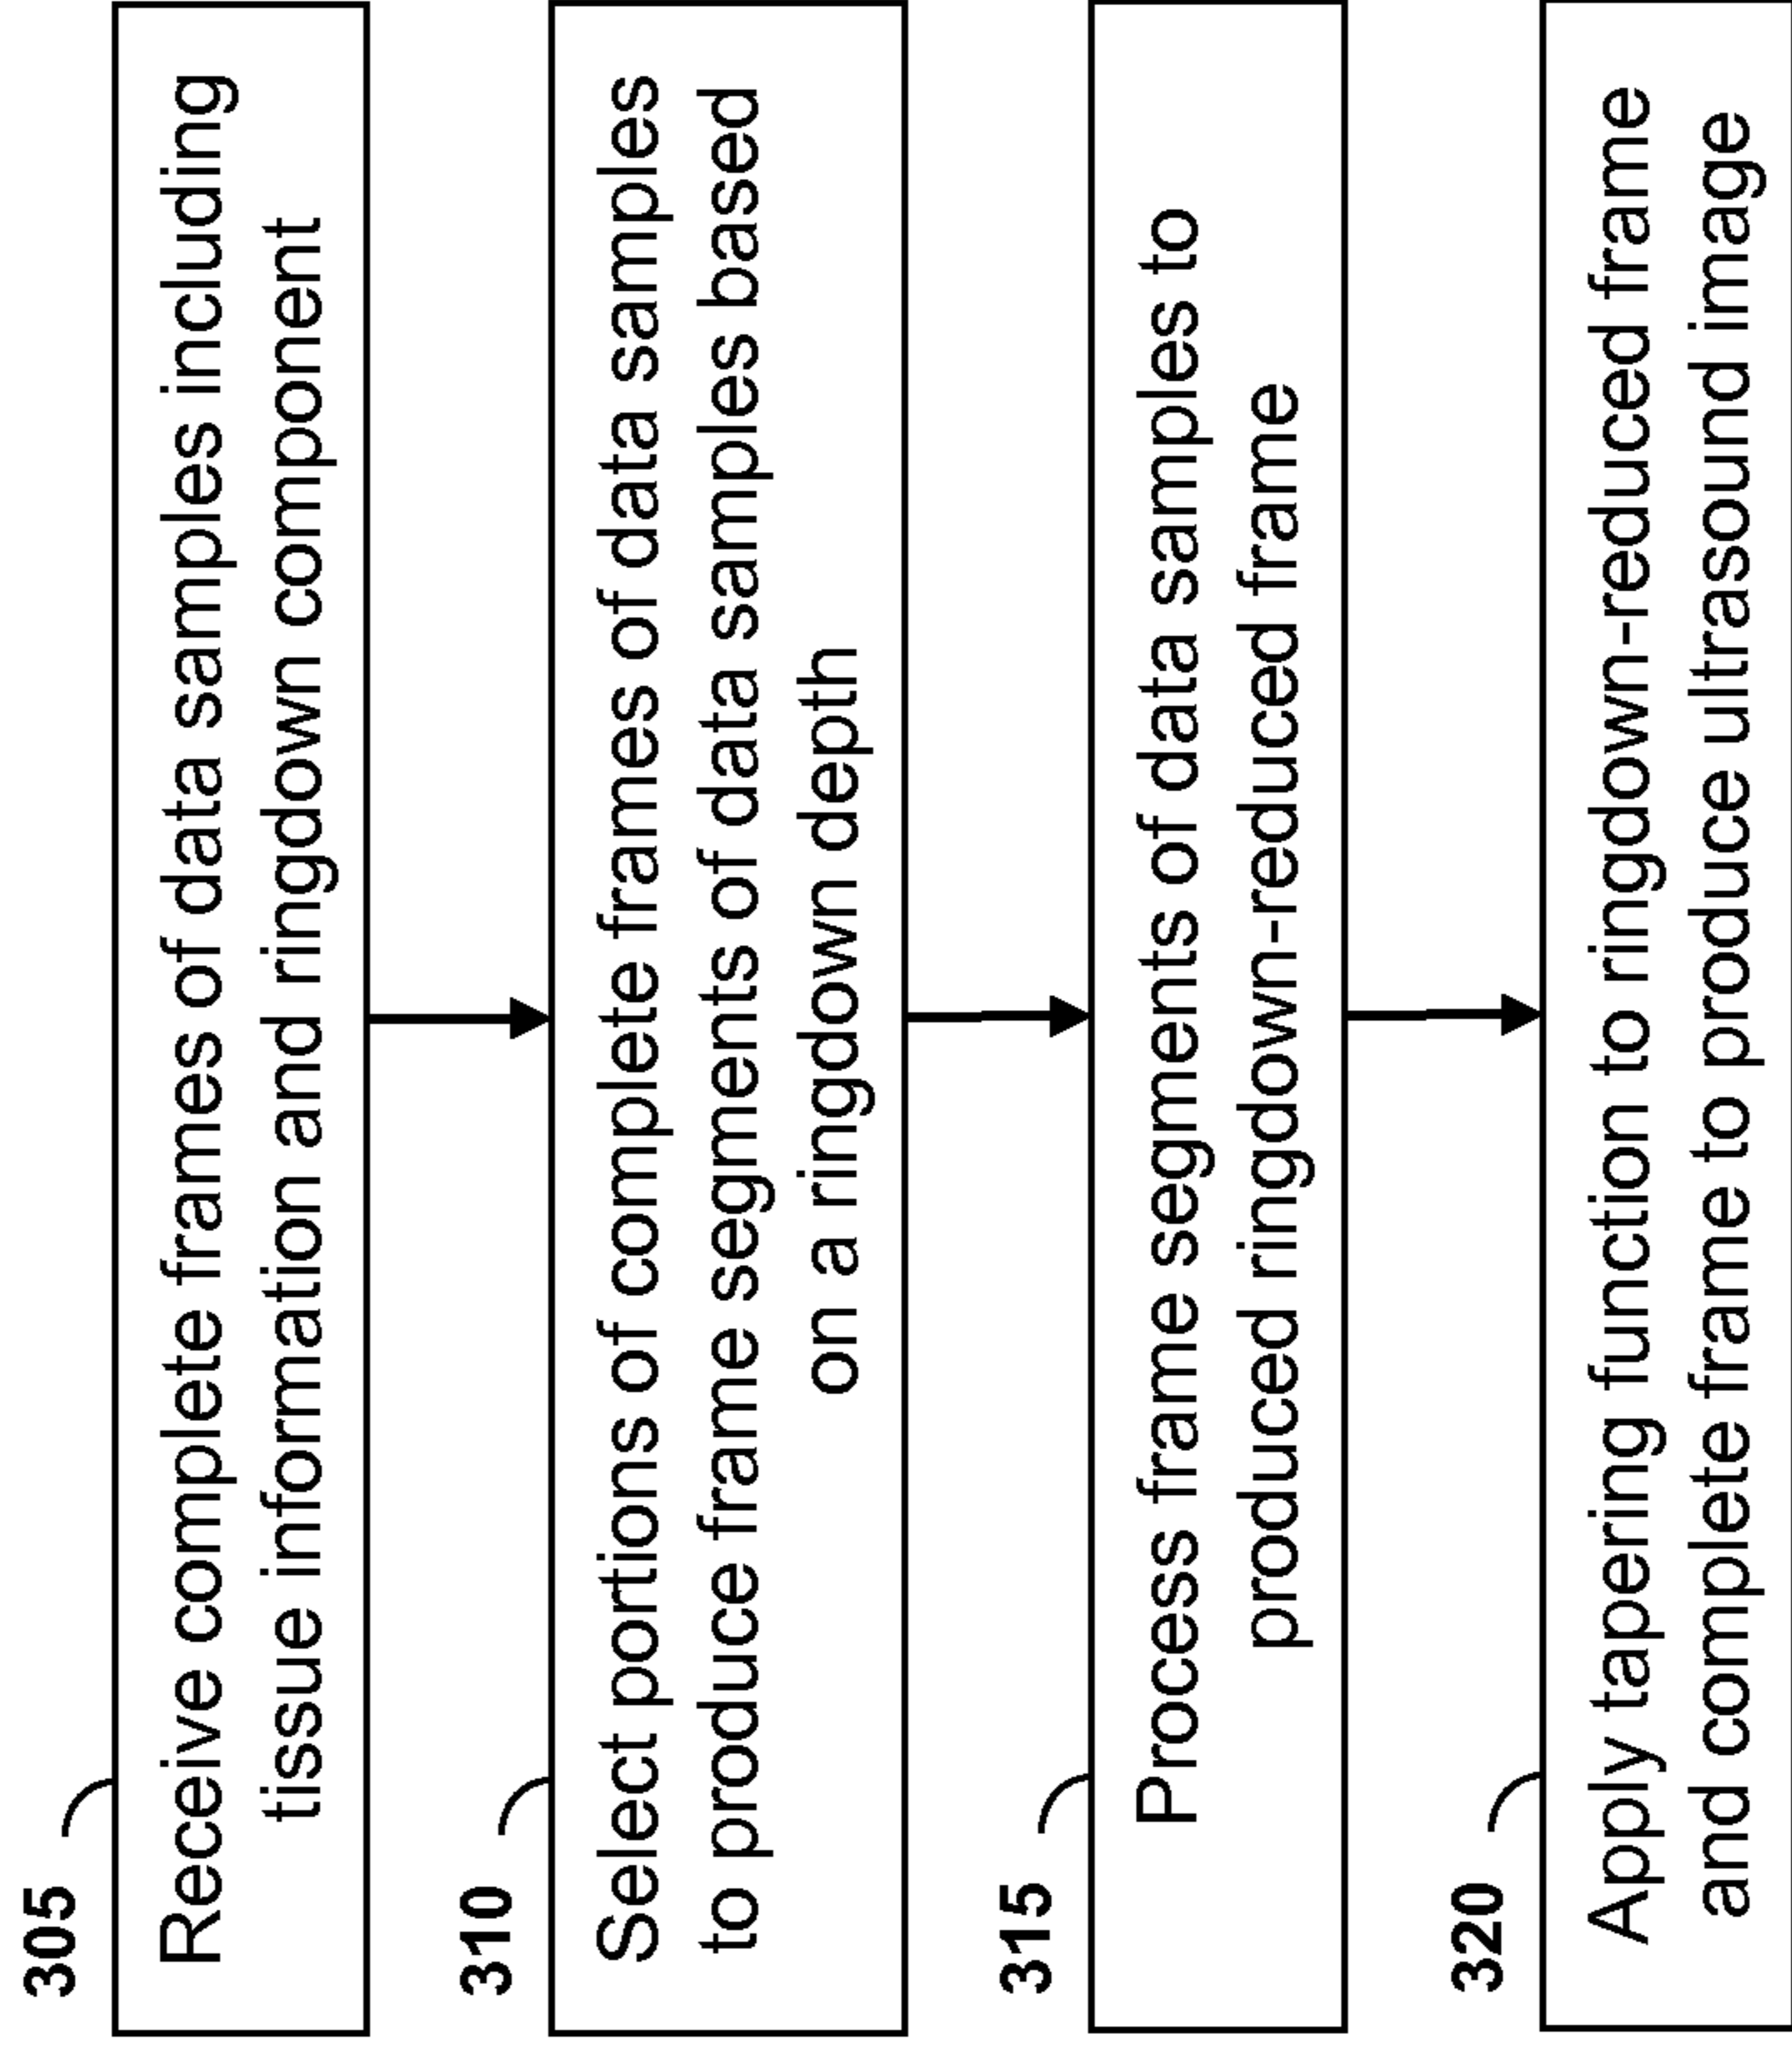 305
Receive complete frames of data samples including
tissue information and ringdown component
310
Select portions of complete frames of data samples
to produce frame segments of data samples based
on a ringdown depth
315
Process frame segments of data samples to
produced ringdown-reduced frame
320
Apply tapering function to ringdown-reduced frame
and complete frame to produce ultrasound image